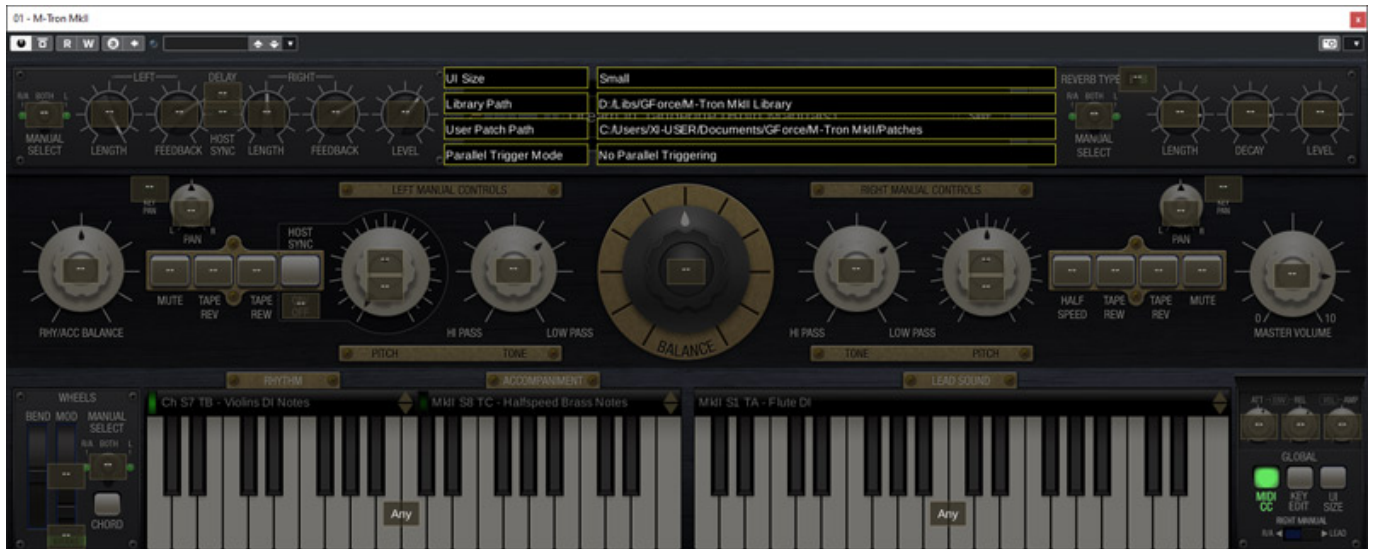 01 - M-Tron MkII
R W
LEFT DELAY RIGHT
R/A BOTH L
MANUAL SELECT
LENGTH FEEDBACK HOST SYNC LENGTH FEEDBACK LEVEL
UI Size Small
Library Path D:/Libs/GForce/M-Tron MkII Library
User Patch Path C:/Users/XI-USER/Documents/GForce/M-Tron MkII/Patches
Parallel Trigger Mode No Parallel Triggering
REVERB TYPE --
R/A BOTH L
MANUAL SELECT
LENGTH DECAY LEVEL
LEFT MANUAL CONTROLS
RIGHT MANUAL CONTROLS
KEY PAN
L R
PAN
HOST SYNC
OFF
RHY/ACC BALANCE
MUTE TAPE REV TAPE REW
HI PASS LOW PASS
PITCH TONE
BALANCE
HI PASS LOW PASS
TONE PITCH
KEY PAN
L R
PAN
HALF SPEED TAPE REW TAPE REV MUTE
0 10
MASTER VOLUME
RHYTHM ACCOMPANIMENT LEAD SOUND
WHEELS
BEND MOD MANUAL SELECT
R/A BOTH L
CHORD
Ch S7 TB - Violins DI Notes
MkII S8 TC - Halfspeed Brass Notes
MkII S1 TA - Flute DI
Any
Any
ATT ENV REL REL AMP
GLOBAL
MIDI CC KEY EDIT UI SIZE
RIGHT MANUAL
R/A LEAD